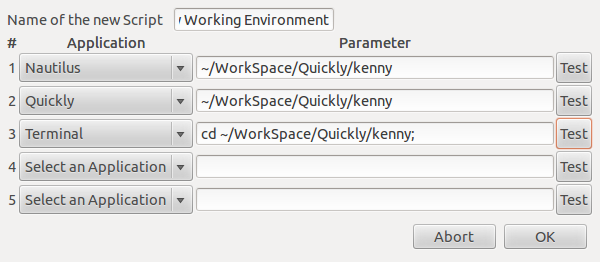 Name of the new Script Working Environment
# Application Parameter
1 Nautilus ~/WorkSpace/Quickly/kenny Test
2 Quickly ~/WorkSpace/Quickly/kenny Test
3 Terminal cd ~/WorkSpace/Quickly/kenny; Test
4 Select an Application Test
5 Select an Application Test
Abort OK